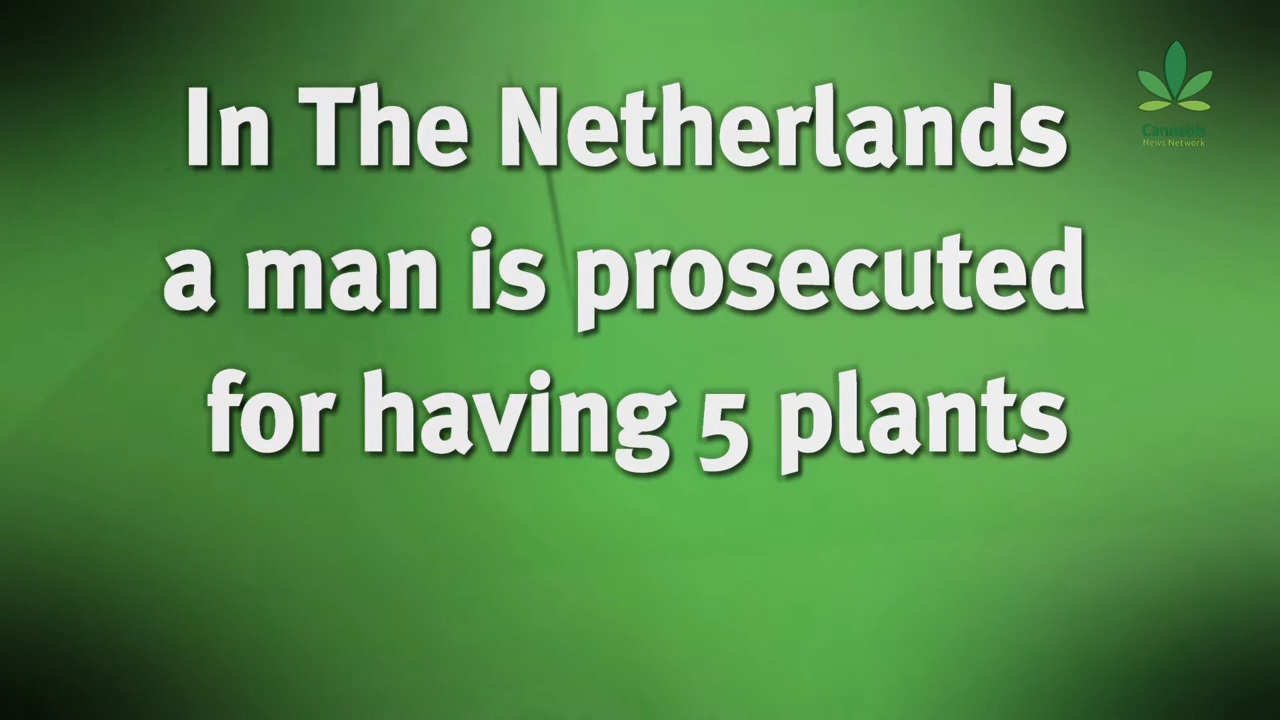 In The Netherlands
a man is prosecuted
for having 5 plants
Cannabis
News Network